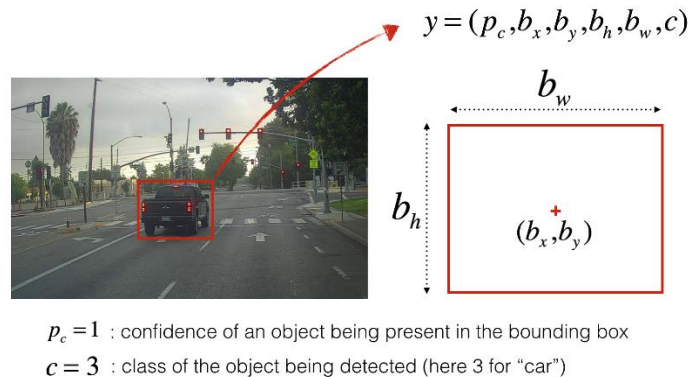 y = (p_c, b_x, b_y, b_h, b_w, c)
b_w
b_h
(b_x, b_y)
p_c = 1 : confidence of an object being present in the bounding box
c = 3 : class of the object being detected (here 3 for “car”)